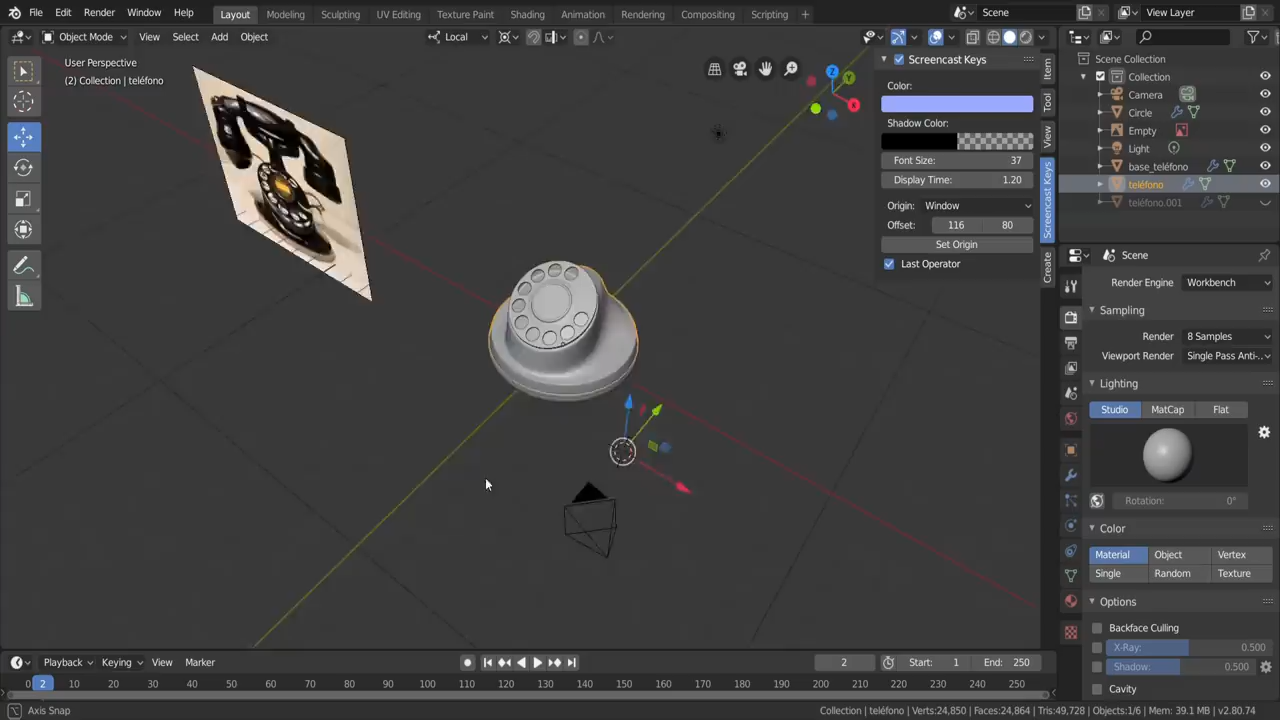 File Edit Render Window Help Layout Modeling Sculpting UV Editing Texture Paint Shading Animation Rendering Compositing Scripting + Scene View Layer
Object Mode View Select Add Object Local
User Perspective
(2) Collection | teléfono
Screencast Keys
Color:
Shadow Color:
Font Size: 37
Display Time: 1.20
Origin: Window
Offset: 116 80
Set Origin
Last Operator
Item
Tool
View
Screencast Keys
Create
Z
Y
X
Scene Collection
Collection
Camera
Circle
Empty
Light
base_teléfono
teléfono
teléfono.001
Scene
Render Engine Workbench
Sampling
Render 8 Samples
Viewport Render Single Pass Anti-..
Lighting
Studio MatCap Flat
Rotation: 0°
Color
Material Object Vertex
Single Random Texture
Options
Backface Culling
X-Ray: 0.500
Shadow: 0.500
Cavity
Playback Keying View Marker 2 Start: 1 End: 250
0 2 10 20 30 40 50 60 70 80 90 100 110 120 130 140 150 160 170 180 190 200 210 220 230 240 250
Axis Snap Collection | teléfono | Verts:24,850 | Faces:24,864 | Tris:49,728 | Objects:1/6 | Mem: 39.1 MB | v2.80.74